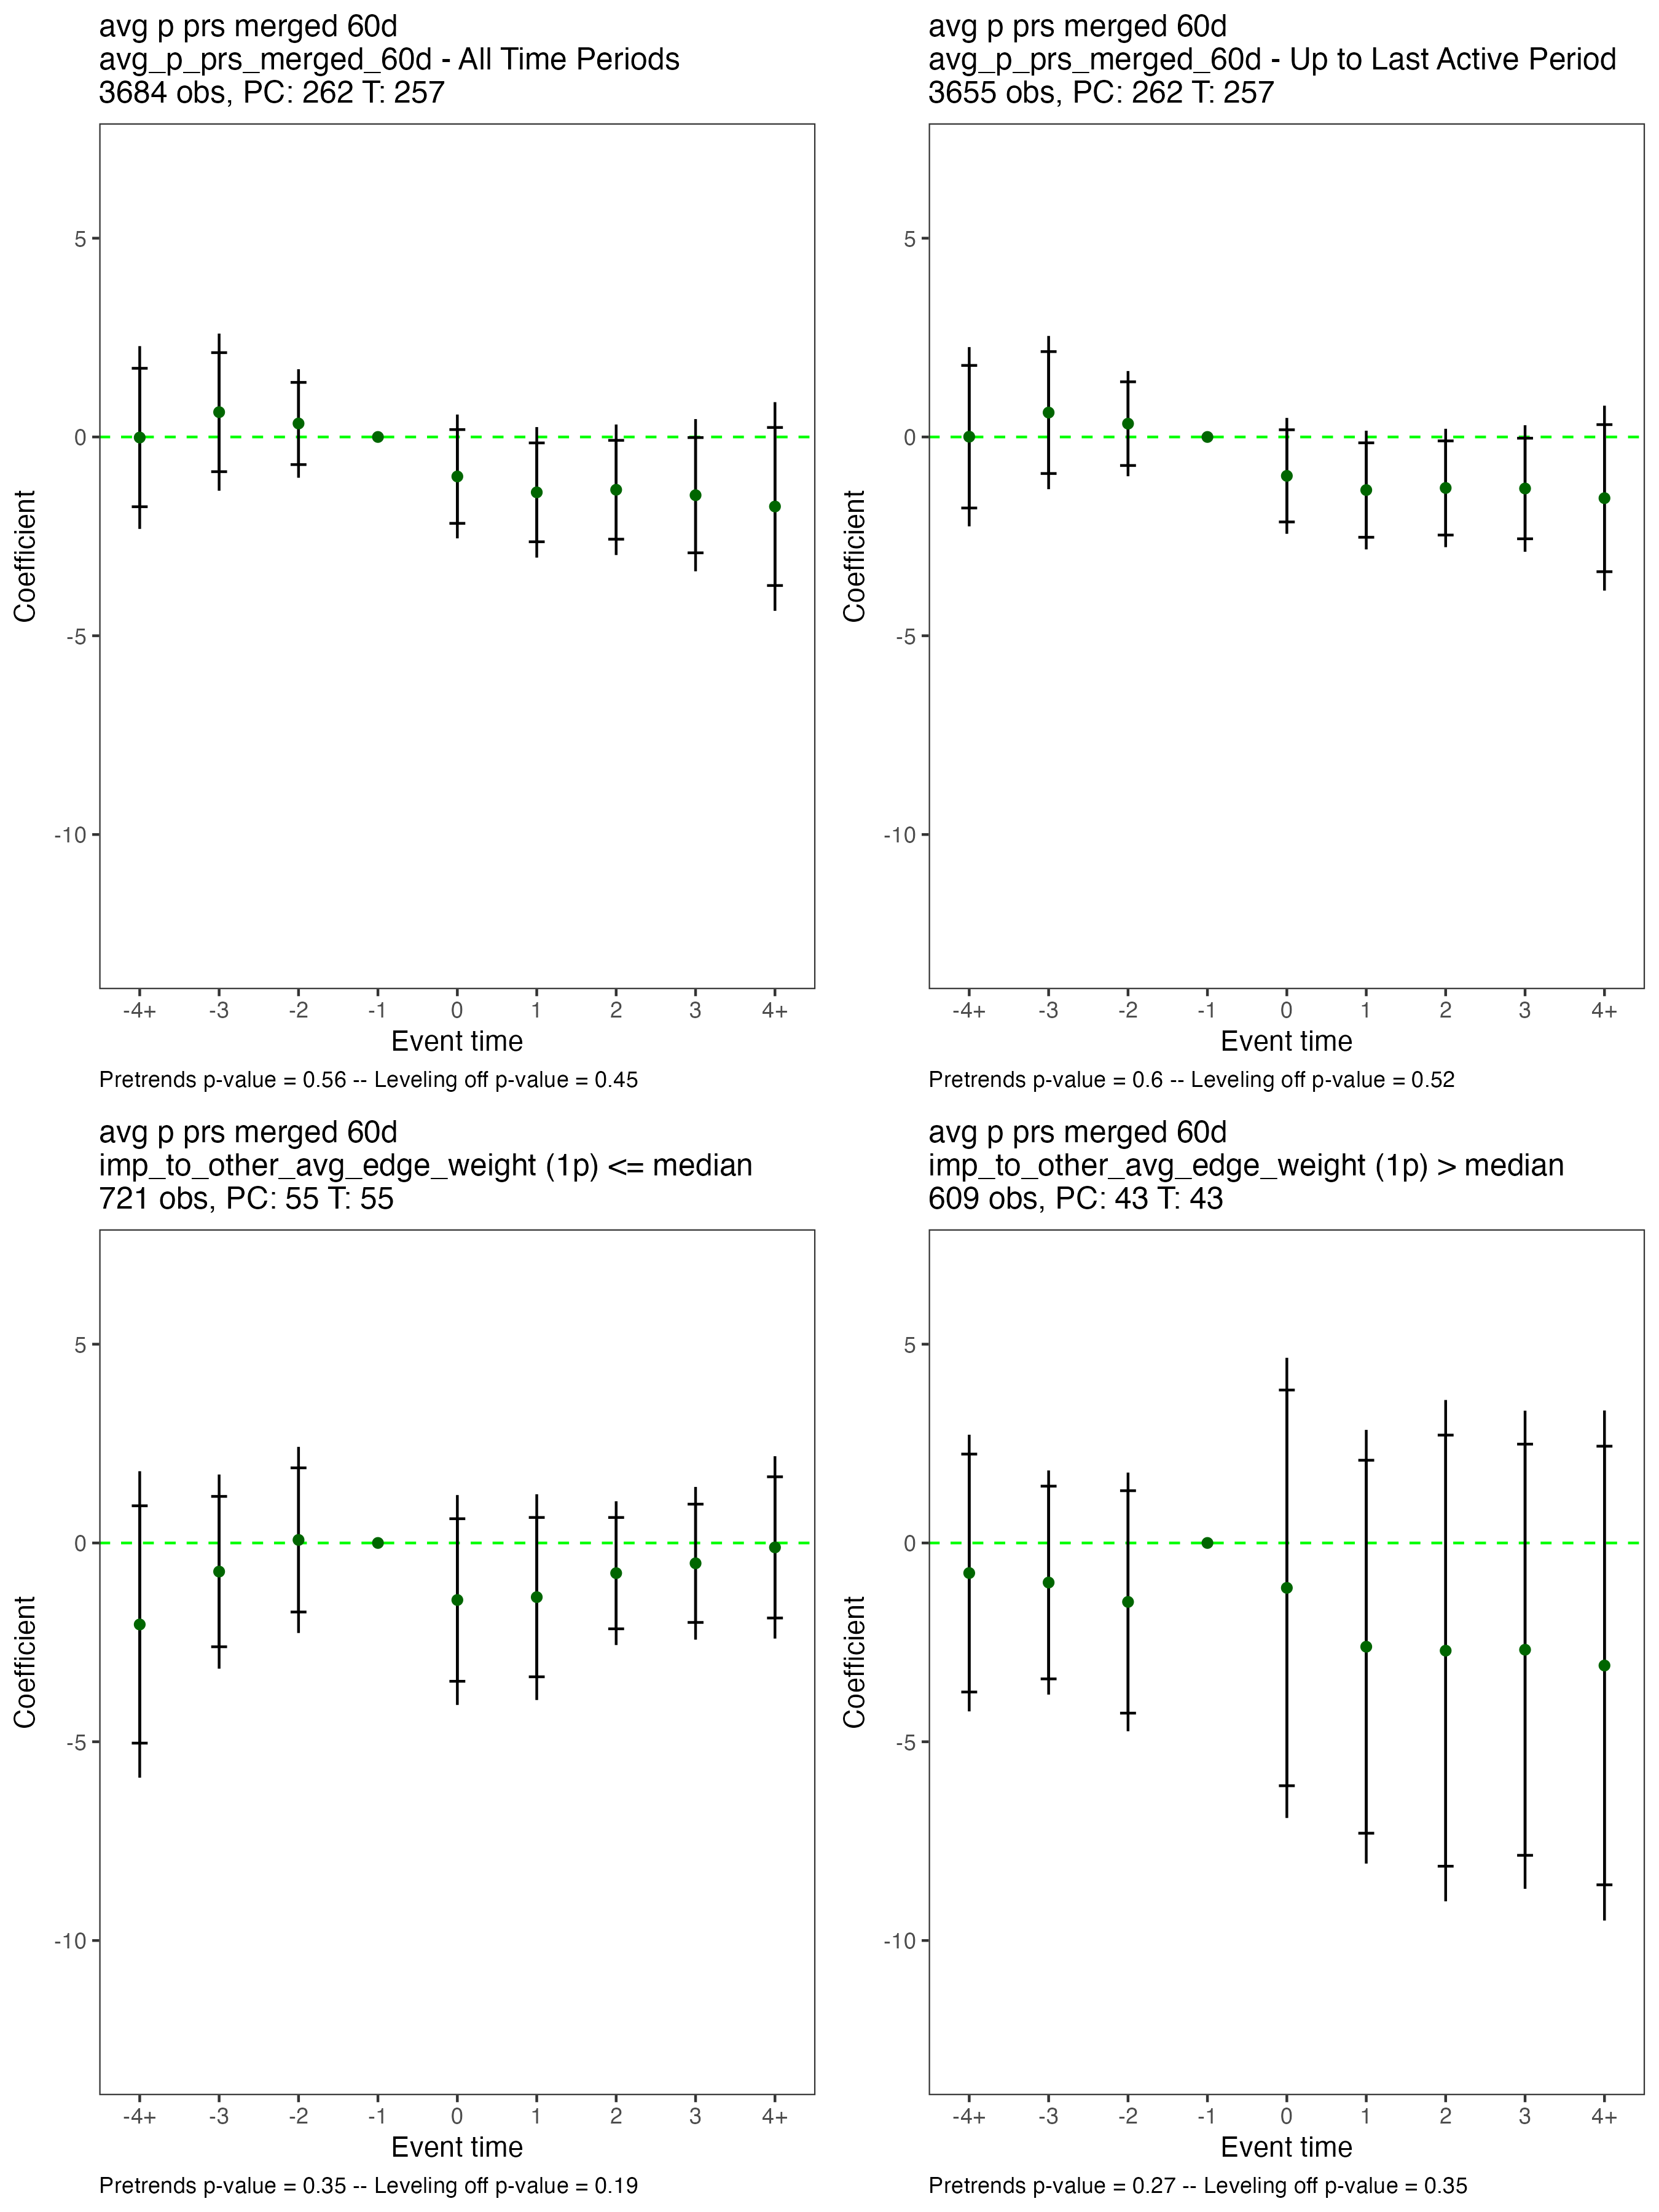 avg p prs merged 60d
avg_p_prs_merged_60d - All Time Periods
3684 obs, PC: 262 T: 257
Coefficient
5
0
-5
-10
-4+ -3 -2 -1 0 1 2 3 4+
Event time
Pretrends p-value = 0.56 -- Leveling off p-value = 0.45
avg p prs merged 60d
avg_p_prs_merged_60d - Up to Last Active Period
3655 obs, PC: 262 T: 257
Coefficient
5
0
-5
-10
-4+ -3 -2 -1 0 1 2 3 4+
Event time
Pretrends p-value = 0.6 -- Leveling off p-value = 0.52
avg p prs merged 60d
imp_to_other_avg_edge_weight (1p) <= median
721 obs, PC: 55 T: 55
Coefficient
5
0
-5
-10
-4+ -3 -2 -1 0 1 2 3 4+
Event time
Pretrends p-value = 0.35 -- Leveling off p-value = 0.19
avg p prs merged 60d
imp_to_other_avg_edge_weight (1p) > median
609 obs, PC: 43 T: 43
Coefficient
5
0
-5
-10
-4+ -3 -2 -1 0 1 2 3 4+
Event time
Pretrends p-value = 0.27 -- Leveling off p-value = 0.35